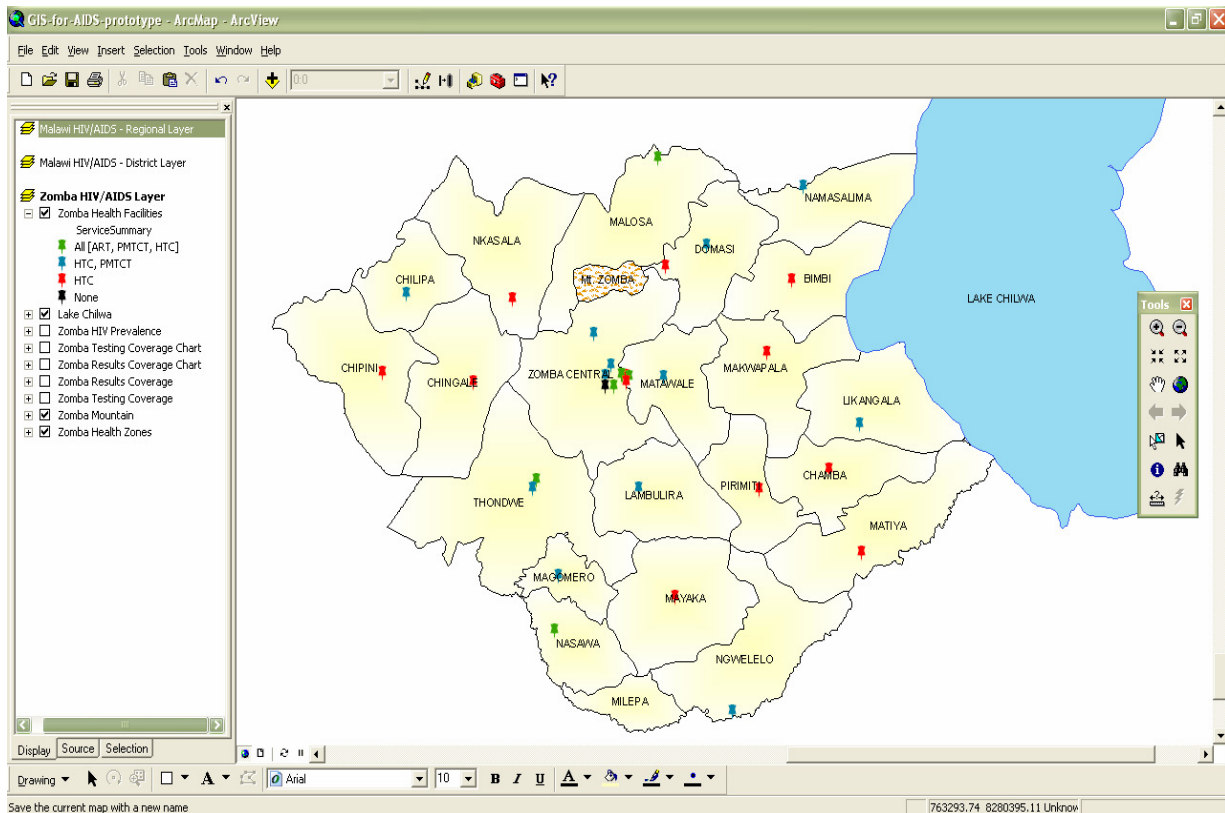 GIS-for-AIDS-prototype - ArcMap - ArcView
File Edit View Insert Selection Tools Window Help
0.0
Malawi HIV/AIDS - Regional Layer
Malawi HIV/AIDS - District Layer
Zomba HIV/AIDS Layer
Zomba Health Facilities
ServiceSummary
All [ART, PMTCT, HTC]
HTC, PMTCT
HTC
None
Lake Chilwa
Zomba HIV Prevalence
Zomba Testing Coverage Chart
Zomba Results Coverage Chart
Zomba Results Coverage
Zomba Testing Coverage
Zomba Mountain
Zomba Health Zones
Display Source Selection
NAMASALIMA
MALOSA
NKASALA
DOMASI
CHILIPA
MT. ZOMBA
BIMBI
LAKE CHILWA
Tools
CHIPINI
CHINGALE
ZOMBA CENTRAL
MATAWALE
MAKWAPALA
LIKANGALA
THONDWE
LAMBULIRA
PIRIMITI
CHAMBA
MATIYA
MAGOMERO
MAYAKA
NASAWA
NGWELELO
MILEPA
Drawing
Arial
10
B I U A
Save the current map with a new name
763293.74 8280395.11 Unknow